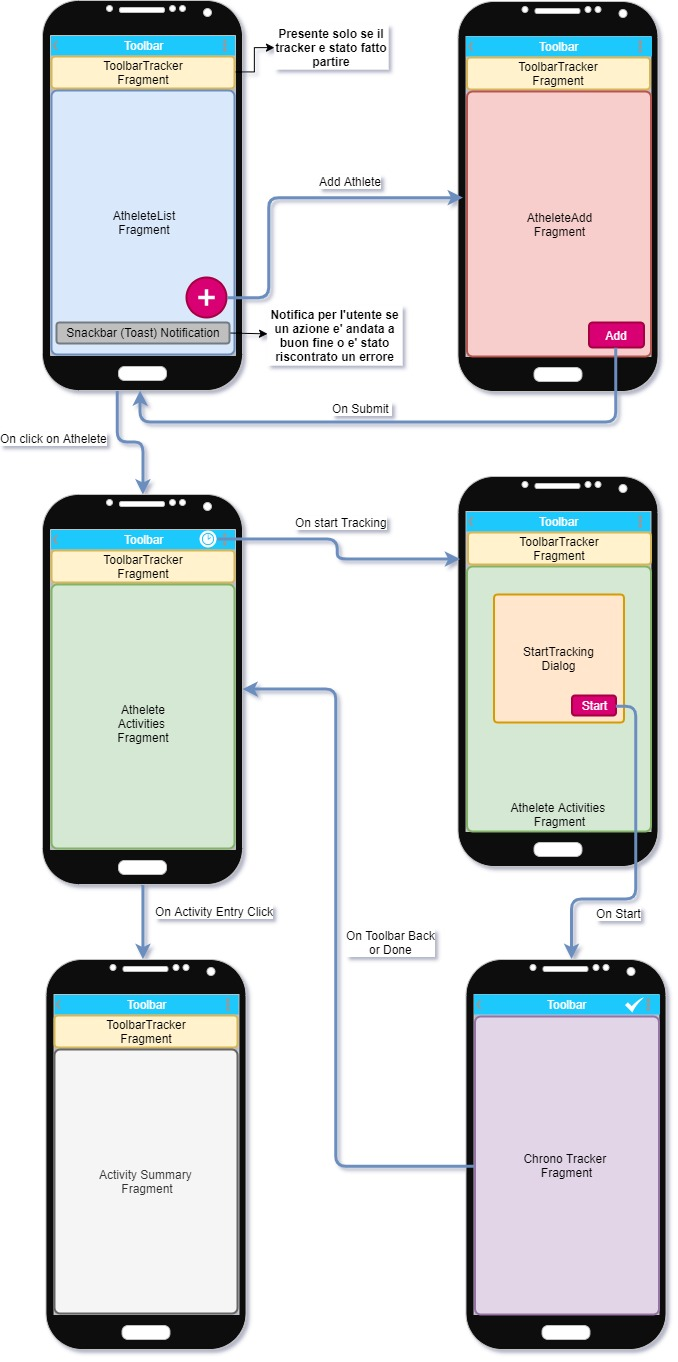 Toolbar
ToolbarTracker
Fragment
AtheleteList
Fragment
+
Snackbar (Toast) Notification
Presente solo se il
tracker e stato fatto
partire
Add Athlete
Notifica per l'utente se
un azione e' andata a
buon fine o e' stato
riscontrato un errore
Toolbar
ToolbarTracker
Fragment
AtheleteAdd
Fragment
Add
On Submit
On click on Athelete
Toolbar
ToolbarTracker
Fragment
Athelete
Activities
Fragment
On start Tracking
Toolbar
ToolbarTracker
Fragment
StartTracking
Dialog
Start
Athelete Activities
Fragment
On Activity Entry Click
On Toolbar Back
or Done
On Start
Toolbar
ToolbarTracker
Fragment
Activity Summary
Fragment
Toolbar
Chrono Tracker
Fragment